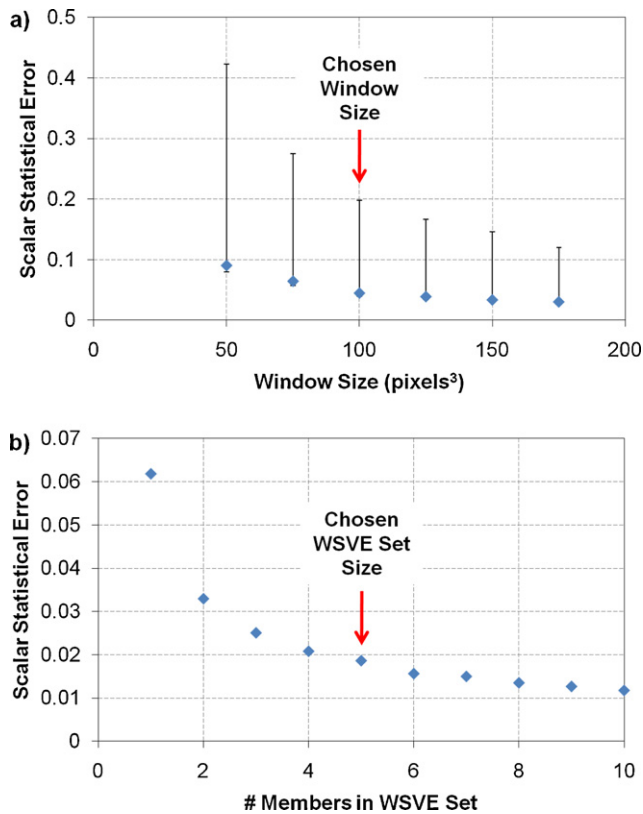 a)
Scalar Statistical Error
0.5
0.4
0.3
0.2
0.1
0
Chosen
Window
Size
0
50
100
150
200
Window Size (pixels³)
b)
Scalar Statistical Error
0.07
0.06
0.05
0.04
0.03
0.02
0.01
0
Chosen
WSVE Set
Size
0
2
4
6
8
10
# Members in WSVE Set